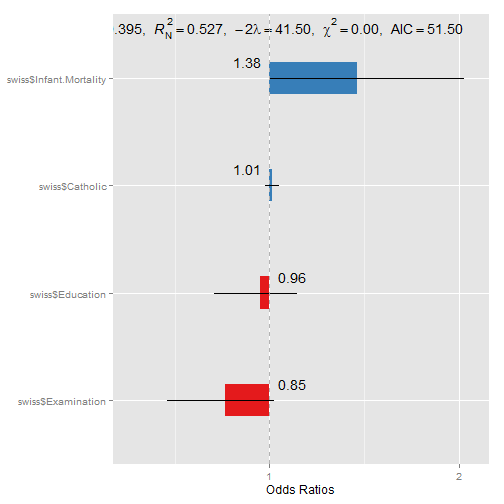 .395, R²N = 0.527, −2λ = 41.50, χ² = 0.00, AIC = 51.50
1.38
swiss$Infant.Mortality
1.01
swiss$Catholic
0.96
swiss$Education
0.85
swiss$Examination
1 2
Odds Ratios